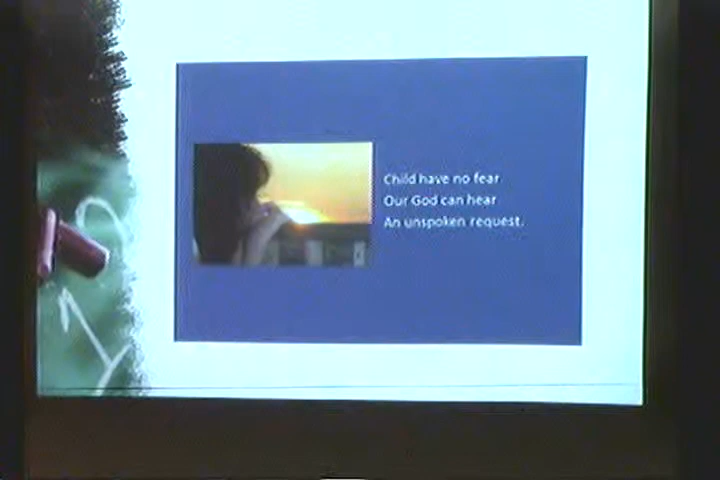 Child have no fear
Our God can hear
An unspoken request.